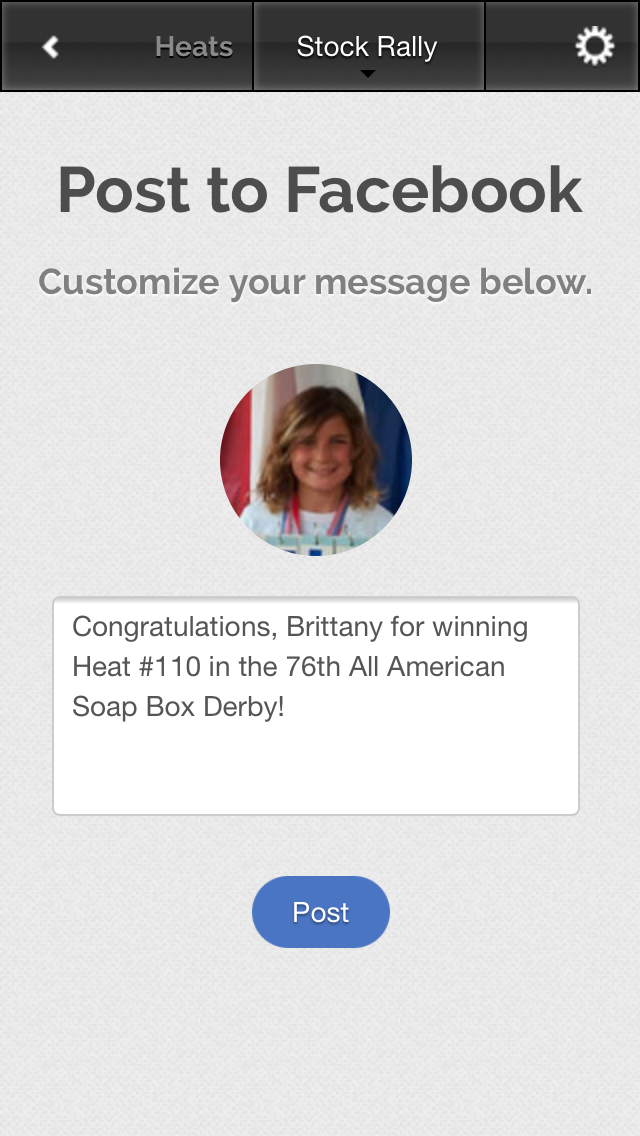 Heats
Stock Rally
Post to Facebook
Customize your message below.
Congratulations, Brittany for winning
Heat #110 in the 76th All American
Soap Box Derby!
Post